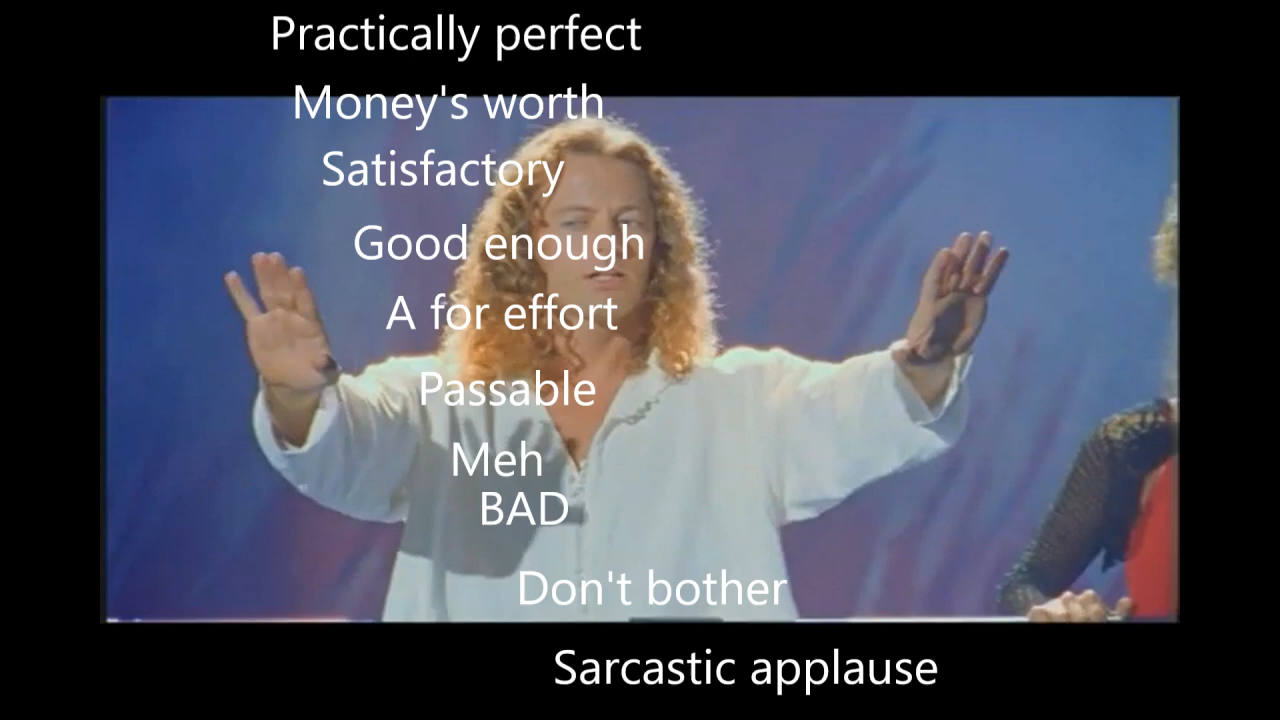 Practically perfect
Money's worth
Satisfactory
Good enough
A for effort
Passable
Meh
BAD
Don't bother
Sarcastic applause